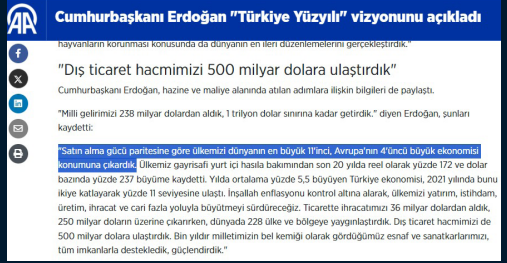 AA
Cumhurbaşkanı Erdoğan "Türkiye Yüzyılı" vizyonunu açıkladı
hayvanların korunması konusunda da dünyanın en ileri düzenlemelerini gerçekleştirdik."
"Dış ticaret hacmimizi 500 milyar dolara ulaştırdık"
Cumhurbaşkanı Erdoğan, hazine ve maliye alanında atılan adımlara ilişkin bilgileri de paylaştı.
"Milli gelirimizi 238 milyar dolardan aldık, 1 trilyon dolar sınırına kadar getirdik." diyen Erdoğan, şunları
kaydetti:
"Satın alma gücü paritesine göre ülkemizi dünyanın en büyük 11'inci, Avrupa'nın 4'üncü büyük ekonomisi
konumuna çıkardık. Ülkemiz gayrisafi yurt içi hasıla bakımından son 20 yılda reel olarak yüzde 172 ve dolar
bazında yüzde 237 büyüme kaydetti. Yılda ortalama yüzde 5,5 büyüyen Türkiye ekonomisi, 2021 yılında bunu
ikiye katlayarak yüzde 11 seviyesine ulaştı. İnşallah enflasyonu kontrol altına alarak, ülkemizi yatırım, istihdam,
üretim, ihracat ve cari fazla yoluyla büyütmeyi sürdüreceğiz. Ticarette ihracatımızı 36 milyar dolardan aldık,
250 milyar doların üzerine çıkarırken, dünyada 228 ülke ve bölgeye yaygınlaştırdık. Dış ticaret hacmimizi de
500 milyar dolara ulaştırdık. Bin yıldır milletimizin bel kemiği olarak gördüğümüz esnaf ve sanatkarlarımızı,
tüm imkanlarla destekledik, güçlendirdik."